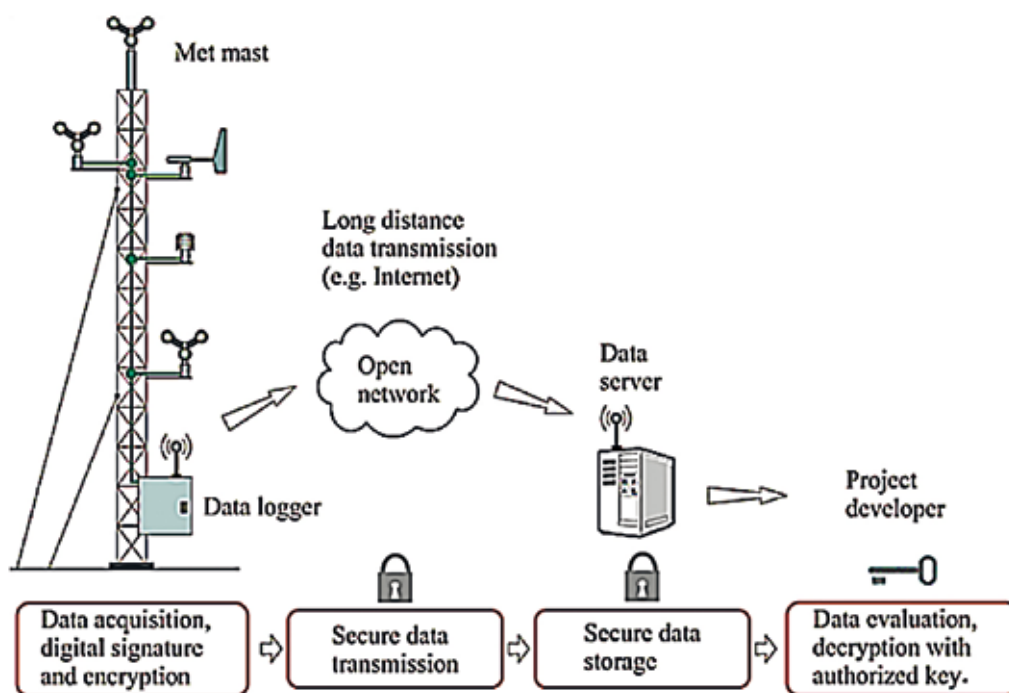 Met mast
Long distance
data transmission
(e.g. Internet)
Open
network
Data
server
Data logger
Project
developer
Data acquisition,
digital signature
and encryption
Secure data
transmission
Secure data
storage
Data evaluation,
decryption with
authorized key.